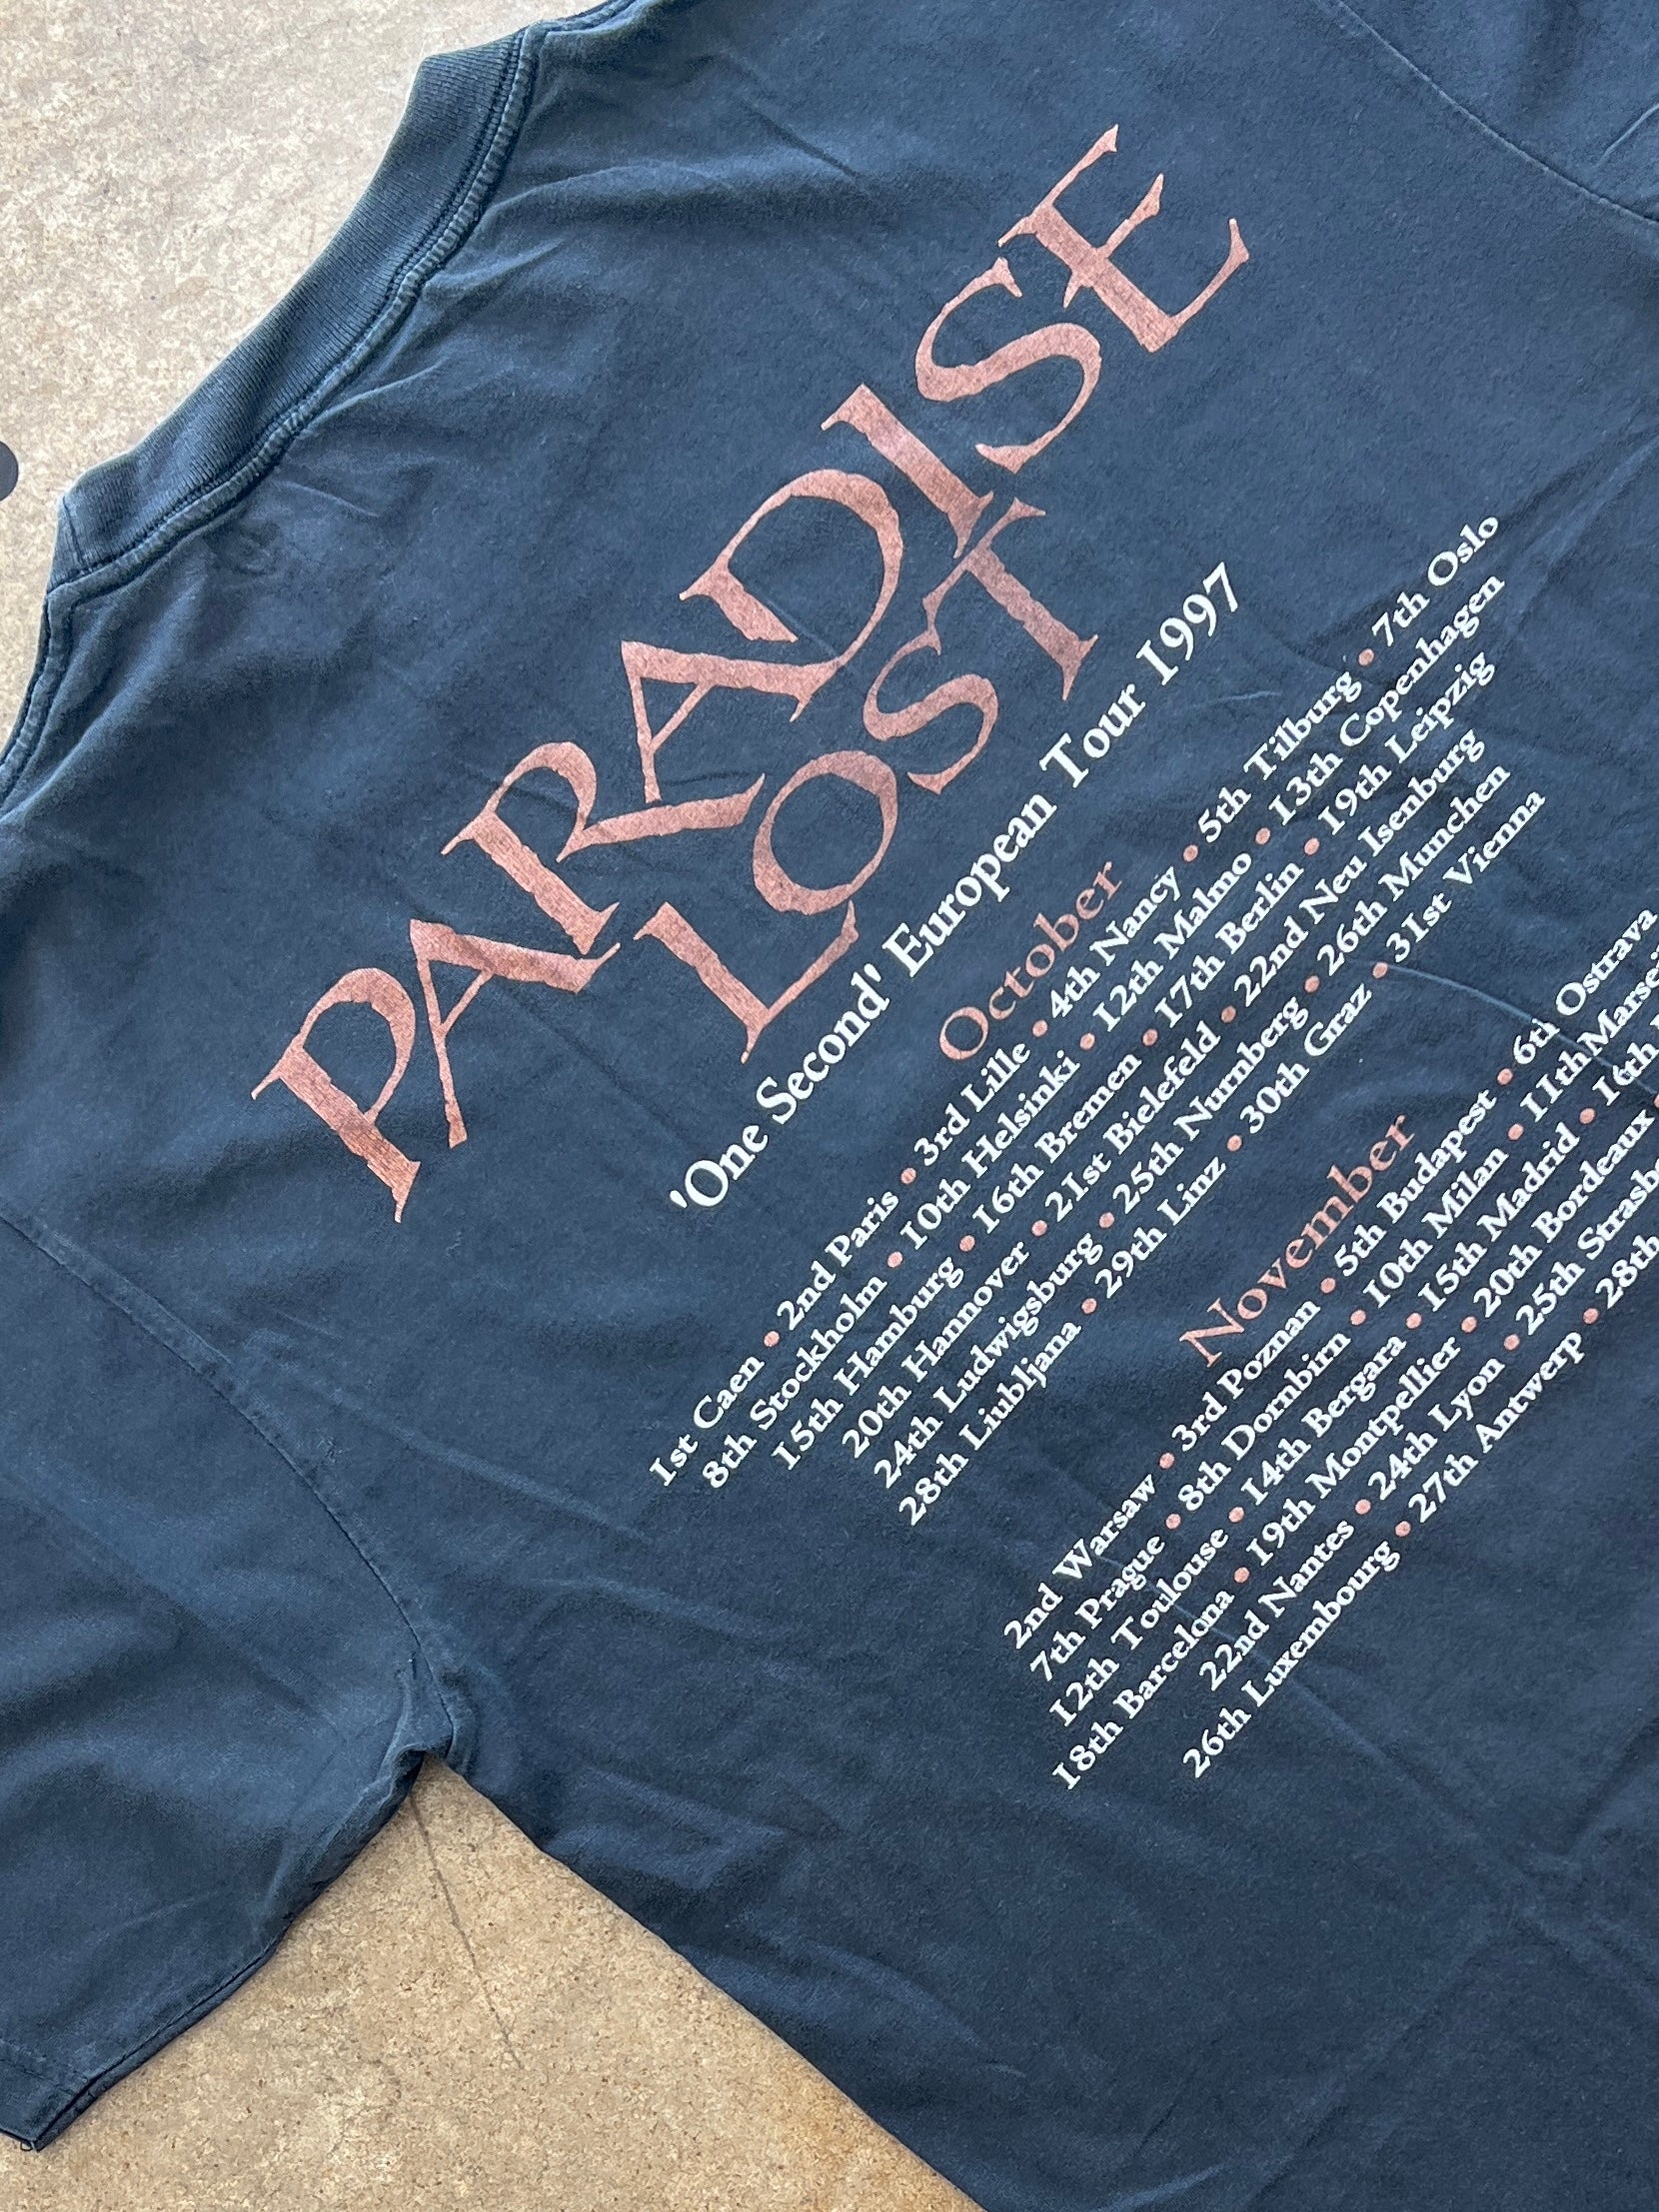 PARADISE
LOST
'One Second' European Tour 1997
October
1st Caen • 2nd Paris • 3rd Lille • 4th Nancy • 5th Tilburg • 7th Oslo
8th Stockholm • 10th Helsinki • 12th Malmo • 13th Copenhagen
15th Hamburg • 16th Bremen • 17th Berlin • 19th Leipzig
20th Hannover • 21st Bielefeld • 22nd Neu Isenburg
24th Ludwigsburg • 25th Nurnberg • 26th Munchen
28th Liubljana • 29th Linz • 30th Graz • 31st Vienna
November
2nd Warsaw • 3rd Poznan • 5th Budapest • 6th Ostrava
7th Prague • 8th Dornbirn • 10th Milan • 11th
12th Toulouse • 14th Bergara • 15th Madrid • 16th
18th Barcelona • 19th Montpellier • 20th Bordeaux •
22nd Nantes • 24th Lyon • 25th
26th Luxembourg • 27th Antwerp • 28th